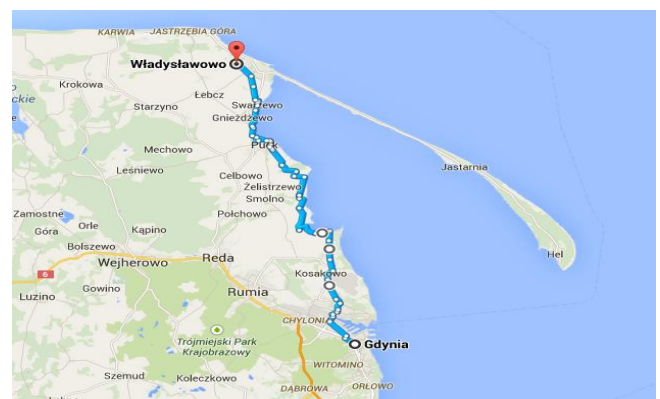 KARWIA
JASTRZĘBIA GÓRA
Władysławowo
Krokowa
Łebcz
Swarzewo
Starzyno
Gnieżdżewo
Puck
Mechowo
Jastarnia
Leśniewo
Celbowo
Żelistrzewo
Smolno
Zamostne
Połchowo
Orle
Kąpino
Góra
Bolszewo
Hel
Wejherowo
Reda
6
Kosakowo
Gowino
Luzino
Rumia
CHYLONIA
Trójmiejski Park
Krajobrazowy
Gdynia
WITOMINO
Szemud
Koleczkowo
DĄBROWA
ORŁOWO